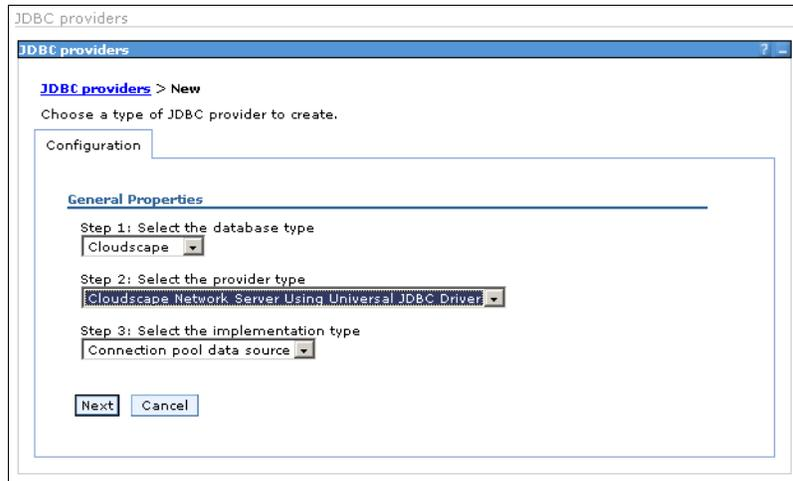 JDBC providers
JDBC providers ? –
JDBC providers > New
Choose a type of JDBC provider to create.
Configuration
General Properties
Step 1: Select the database type
Cloudscape
Step 2: Select the provider type
Cloudscape Network Server Using Universal JDBC Driver
Step 3: Select the implementation type
Connection pool data source
Next Cancel